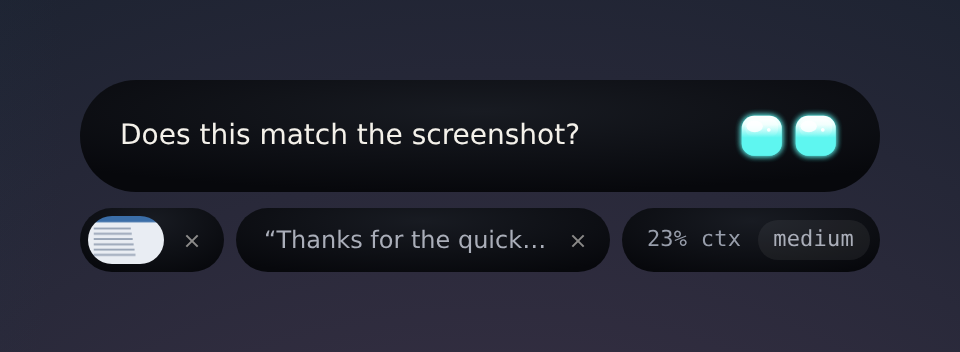 Does this match the screenshot?
× “Thanks for the quick… × 23% ctx medium